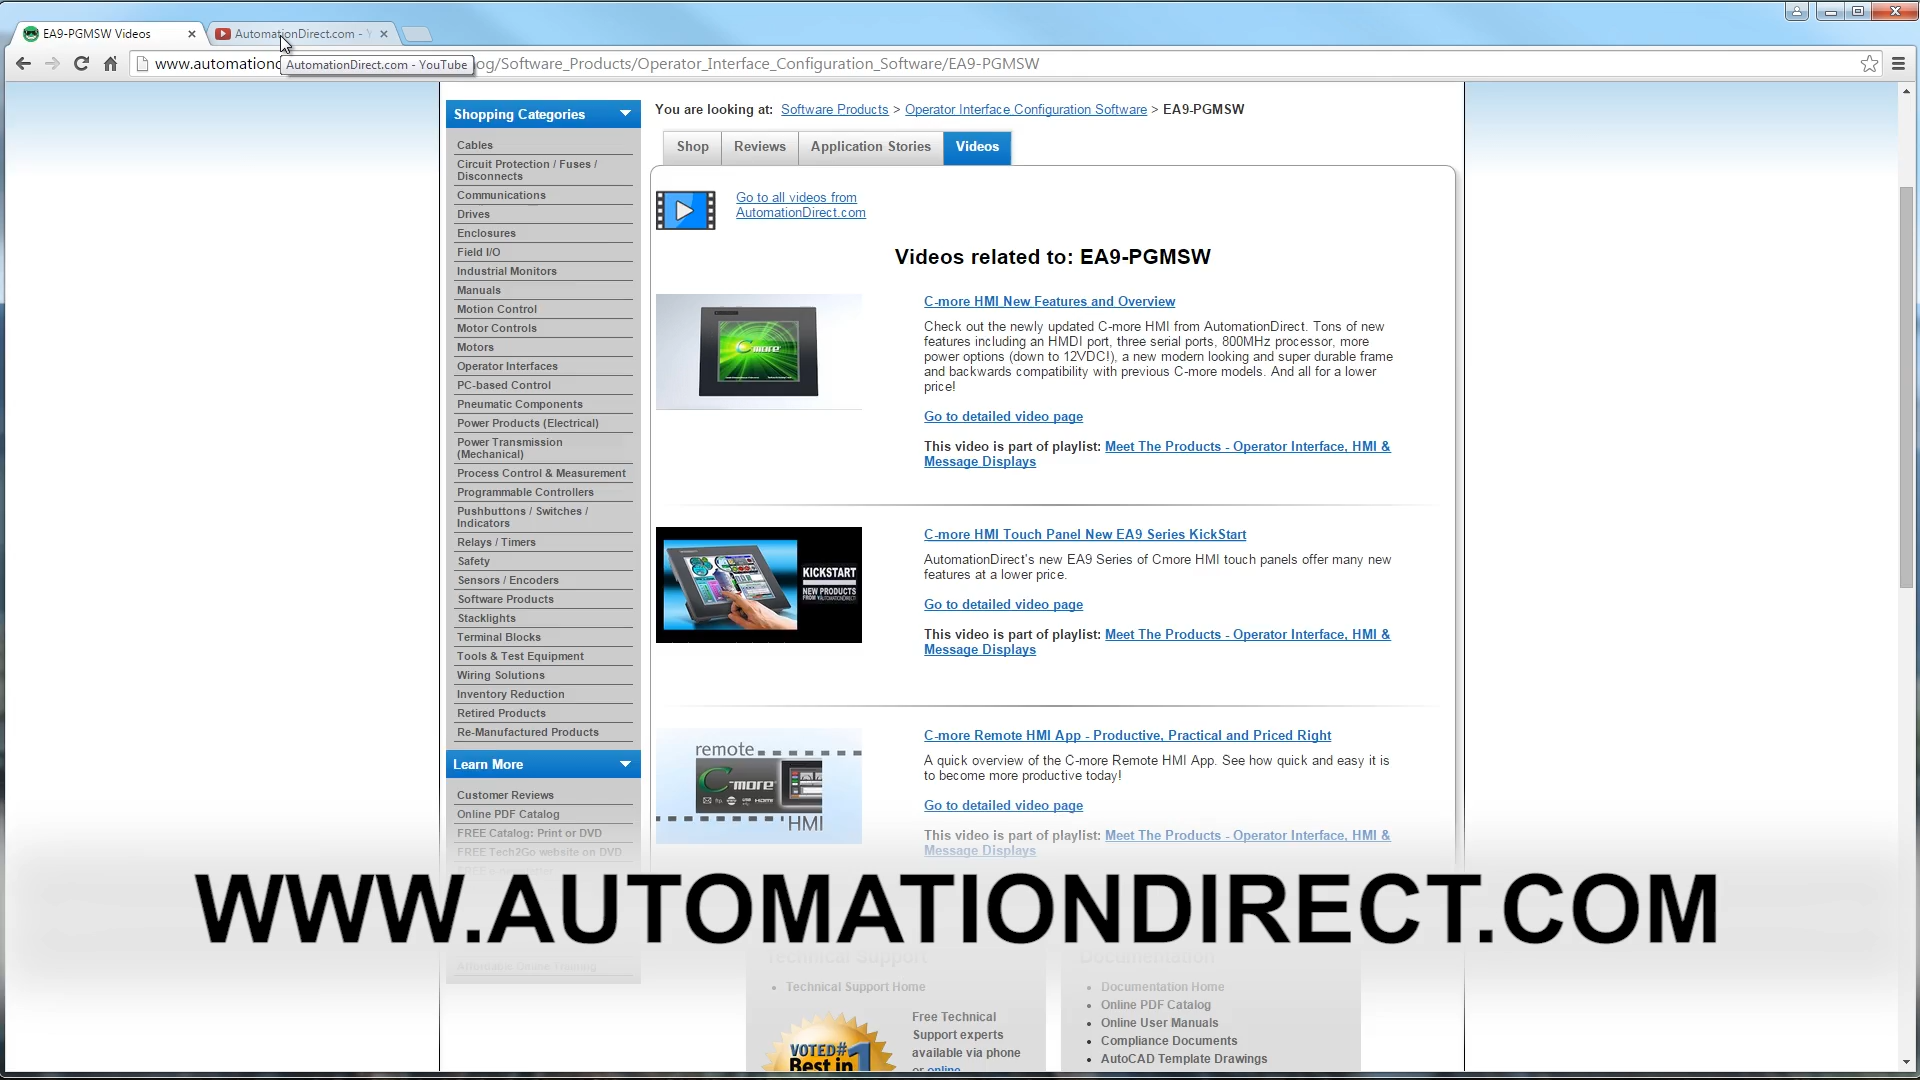 EA9-PGMSW Videos
AutomationDirect.com - Y
www.automationd
AutomationDirect.com - YouTube
og/Software_Products/Operator_Interface_Configuration_Software/EA9-PGMSW
Shopping Categories
Cables
Circuit Protection / Fuses /
Disconnects
Communications
Drives
Enclosures
Field I/O
Industrial Monitors
Manuals
Motion Control
Motor Controls
Motors
Operator Interfaces
PC-based Control
Pneumatic Components
Power Products (Electrical)
Power Transmission
(Mechanical)
Process Control & Measurement
Programmable Controllers
Pushbuttons / Switches /
Indicators
Relays / Timers
Safety
Sensors / Encoders
Software Products
Stacklights
Terminal Blocks
Tools & Test Equipment
Wiring Solutions
Inventory Reduction
Retired Products
Re-Manufactured Products
Learn More
Customer Reviews
Online PDF Catalog
FREE Catalog: Print or DVD
FREE Tech2Go website on DVD
Affordable Online Training
You are looking at: Software Products > Operator Interface Configuration Software > EA9-PGMSW
Shop
Reviews
Application Stories
Videos
Go to all videos from
AutomationDirect.com
Videos related to: EA9-PGMSW
C-more
C-more HMI New Features and Overview
Check out the newly updated C-more HMI from AutomationDirect. Tons of new
features including an HMDI port, three serial ports, 800MHz processor, more
power options (down to 12VDC!), a new modern looking and super durable frame
and backwards compatibility with previous C-more models. And all for a lower
price!
Go to detailed video page
This video is part of playlist: Meet The Products - Operator Interface, HMI &
Message Displays
KICKSTART
NEW PRODUCTS
FROM AUTOMATIONDIRECT
C-more HMI Touch Panel New EA9 Series KickStart
AutomationDirect's new EA9 Series of Cmore HMI touch panels offer many new
features at a lower price.
Go to detailed video page
This video is part of playlist: Meet The Products - Operator Interface, HMI &
Message Displays
remote
C-more
HMI
C-more Remote HMI App - Productive, Practical and Priced Right
A quick overview of the C-more Remote HMI App. See how quick and easy it is
to become more productive today!
Go to detailed video page
This video is part of playlist: Meet The Products - Operator Interface, HMI &
Message Displays
WWW.AUTOMATIONDIRECT.COM
Technical Support
Technical Support Home
VOTED #1
Best in
Free Technical
Support experts
available via phone
or online
Documentation
Documentation Home
Online PDF Catalog
Online User Manuals
Compliance Documents
AutoCAD Template Drawings